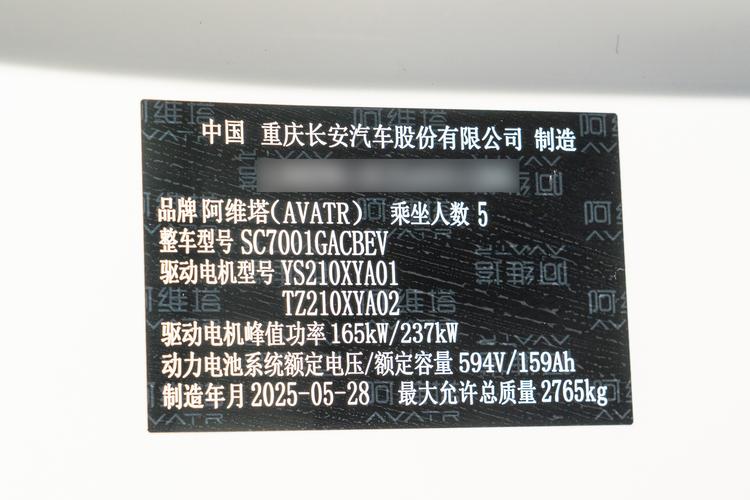 中国 重庆长安汽车股份有限公司 制造
品牌 阿维塔(AVATR) 乘坐人数 5
整车型号 SC7001GACBEV
驱动电机型号 YS210XYA01
TZ210XYA02
驱动电机峰值功率 165kW/237kW
动力电池系统额定电压/额定容量 594V/159Ah
制造年月 2025-05-28 最大允许总质量 2765kg